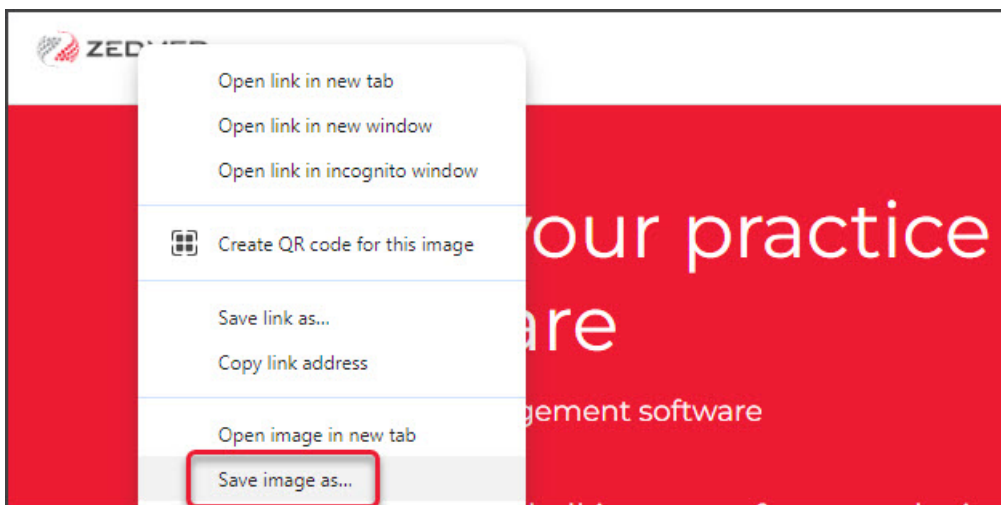 Open link in new tab
Open link in new window
Open link in incognito window
Create QR code for this image
your practice
Save link as...
are
Copy link address
gement software
Open image in new tab
Save image as...